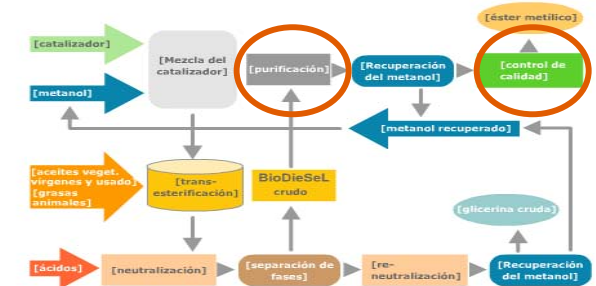 [éster metílico]
[catalizador]
[Mezcla del
catalizador]
[purificación]
[Recuperación
del metanol]
[control de
calidad]
[metanol]
[metanol recuperado]
[aceites veget.
vírgenes y usado]
[grasas
animales]
[trans-
esterificación]
BioDieSeL
crudo
[glicerina cruda]
[ácidos]
[neutralización]
[separación de
fases]
[re-
neutralización]
[Recuperación
del metanol]